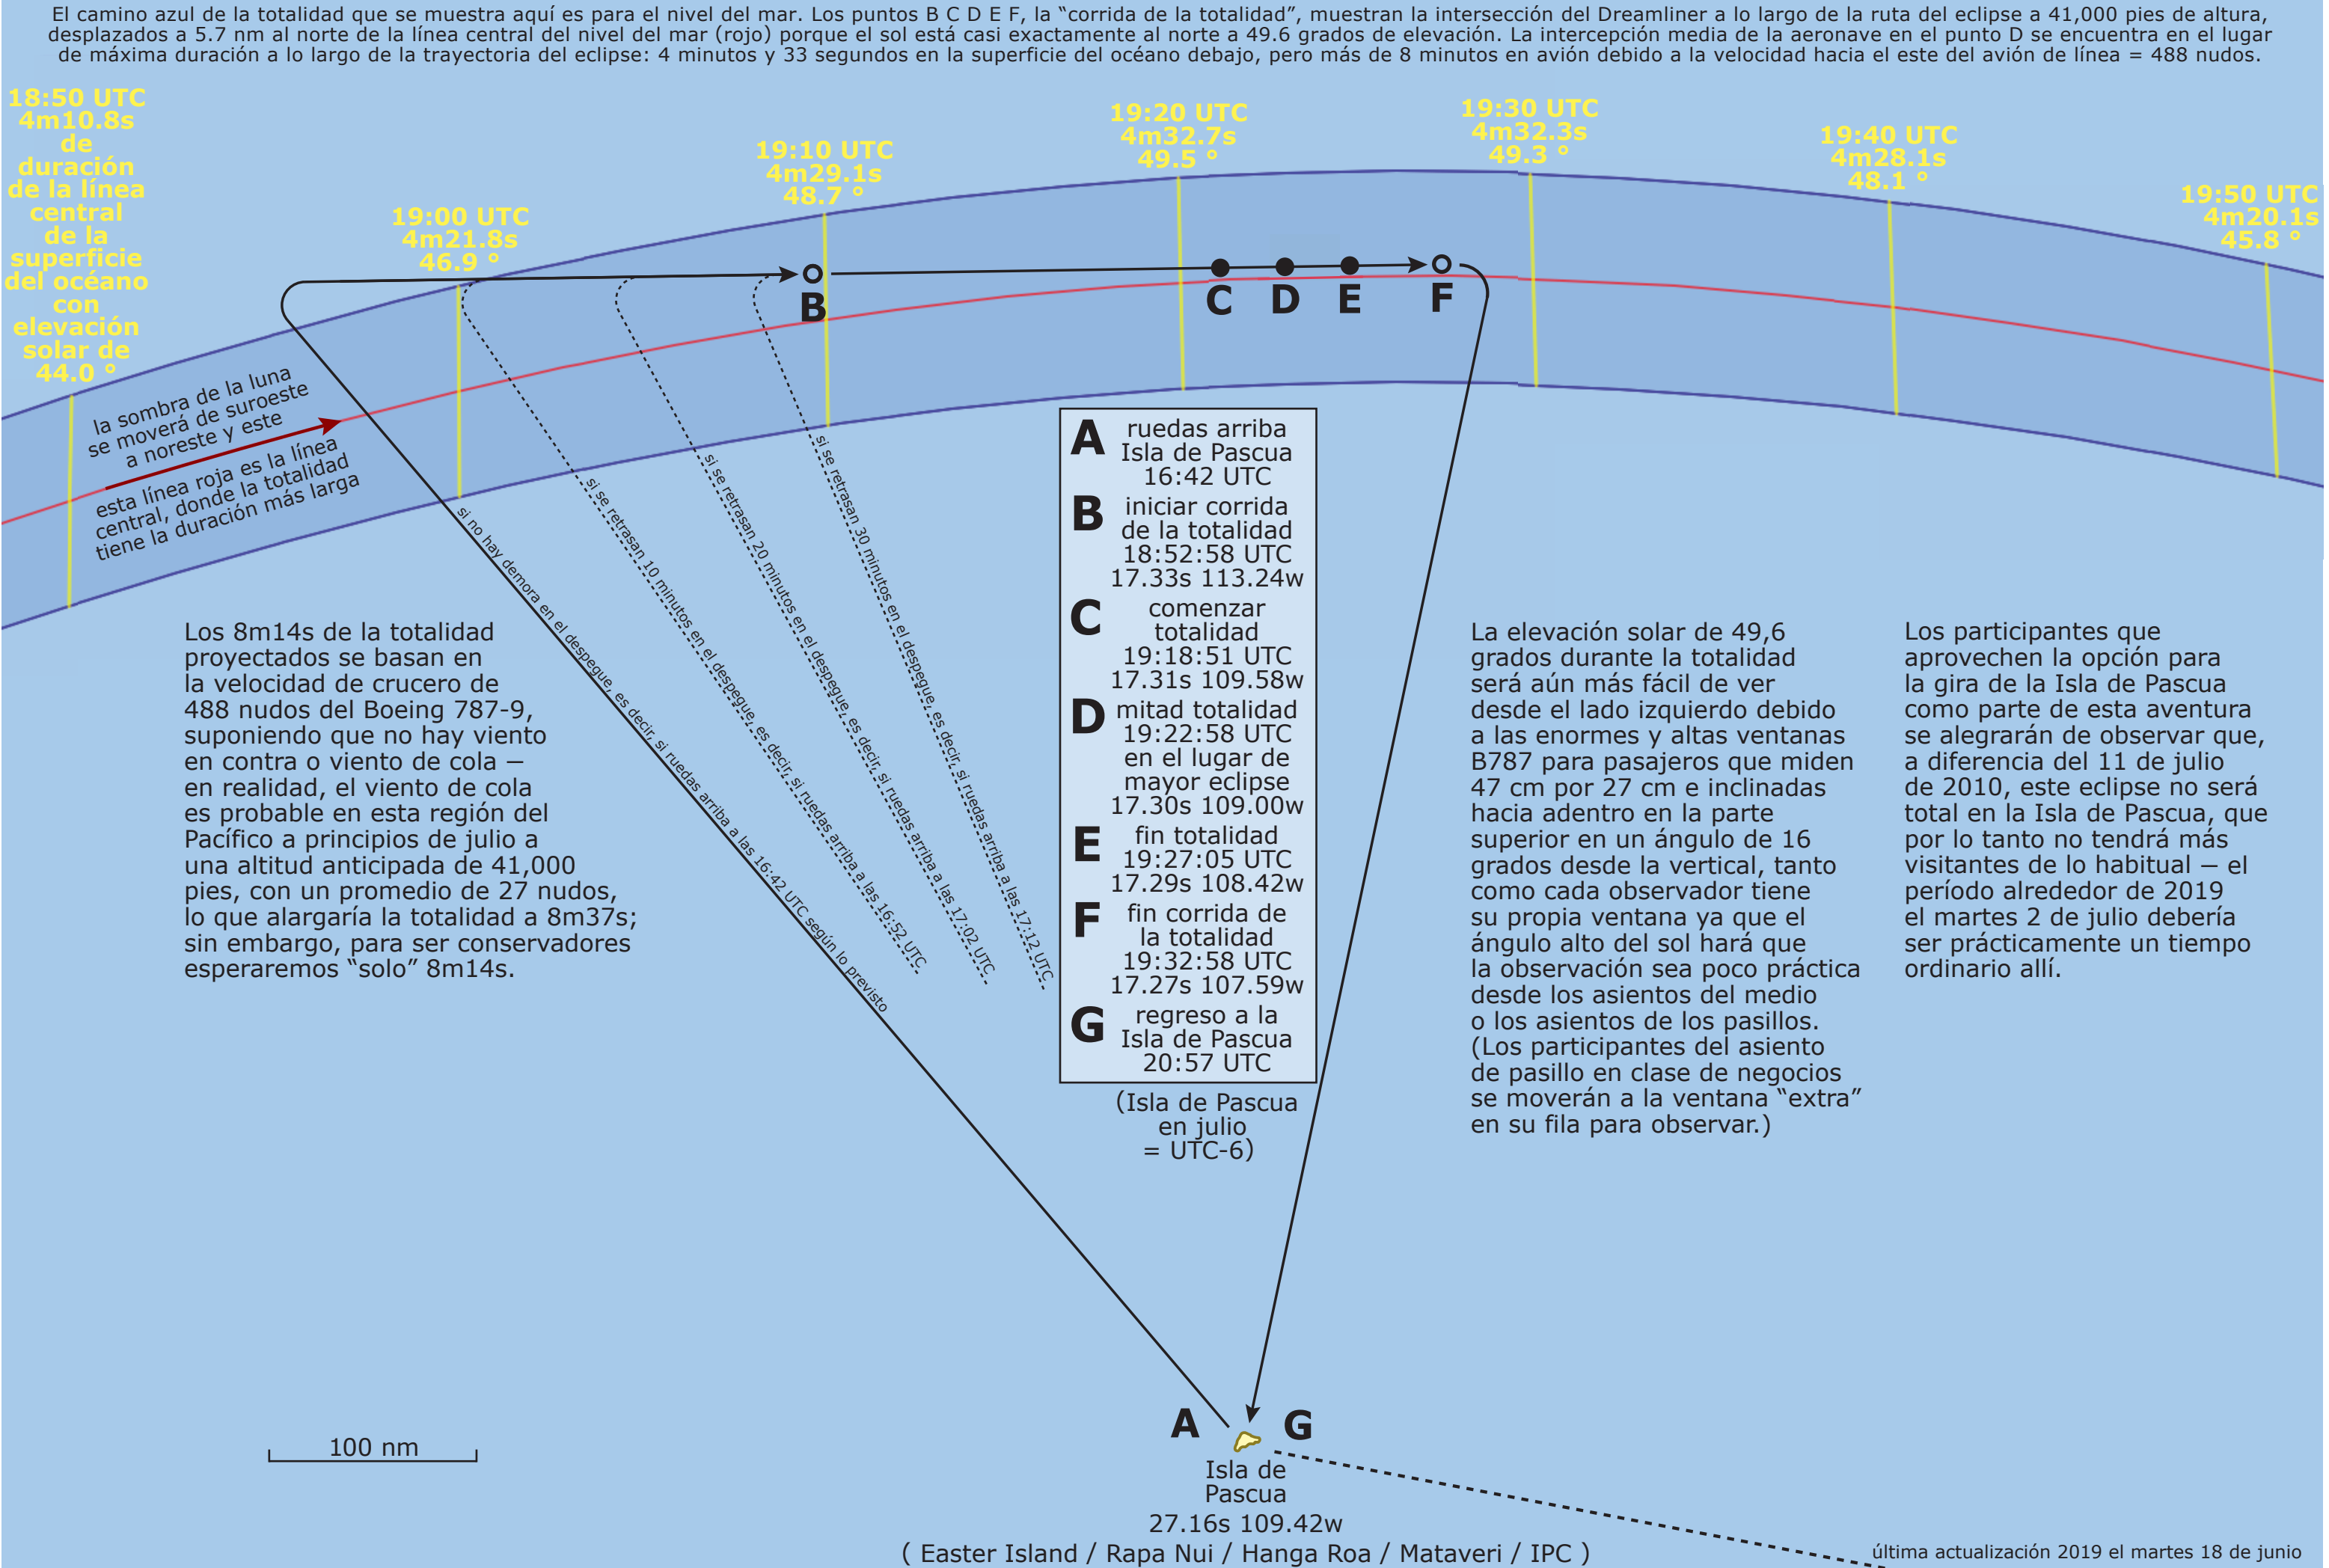 El camino azul de la totalidad que se muestra aquí es para el nivel del mar. Los puntos B C D E F, la “corrida de la totalidad”, muestran la intersección del Dreamliner a lo largo de la ruta del eclipse a 41,000 pies de altura,
desplazados a 5.7 nm al norte de la línea central del nivel del mar (rojo) porque el sol está casi exactamente al norte a 49.6 grados de elevación. La intercepción media de la aeronave en el punto D se encuentra en el lugar
de máxima duración a lo largo de la trayectoria del eclipse: 4 minutos y 33 segundos en la superficie del océano debajo, pero más de 8 minutos en avión debido a la velocidad hacia el este del avión de línea = 488 nudos.
18:50 UTC
4m10.8s
de
duración
de la línea
central
de la
superficie
del océano
con
elevación
solar de
44.0 °
19:00 UTC
4m21.8s
46.9 °
19:10 UTC
4m29.1s
48.7 °
19:20 UTC
4m32.7s
49.5 °
19:30 UTC
4m32.3s
49.3 °
19:40 UTC
4m28.1s
48.1 °
19:50 UTC
4m20.1s
45.8 °
B
C
D
E
F
la sombra de la luna
se moverá de suroeste
a noreste y este
esta línea roja es la línea
central, donde la totalidad
tiene la duración más larga
si no hay demora en el despegue, es decir, si ruedas arriba a las 16:42 UTC según lo previsto
si se retrasan 10 minutos en el despegue, es decir, si ruedas arriba a las 16:52 UTC
si se retrasan 20 minutos en el despegue, es decir, si ruedas arriba a las 17:02 UTC
si se retrasan 30 minutos en el despegue, es decir, si ruedas arriba a las 17:12 UTC
Los 8m14s de la totalidad
proyectados se basan en
la velocidad de crucero de
488 nudos del Boeing 787-9,
suponiendo que no hay viento
en contra o viento de cola —
en realidad, el viento de cola
es probable en esta región del
Pacífico a principios de julio a
una altitud anticipada de 41,000
pies, con un promedio de 27 nudos,
lo que alargaría la totalidad a 8m37s;
sin embargo, para ser conservadores
esperaremos “solo” 8m14s.
A
ruedas arriba
Isla de Pascua
16:42 UTC
B
iniciar corrida
de la totalidad
18:52:58 UTC
17.33s 113.24w
C
comenzar
totalidad
19:18:51 UTC
17.31s 109.58w
D
mitad totalidad
19:22:58 UTC
en el lugar de
mayor eclipse
17.30s 109.00w
E
fin totalidad
19:27:05 UTC
17.29s 108.42w
F
fin corrida de
la totalidad
19:32:58 UTC
17.27s 107.59w
G
regreso a la
Isla de Pascua
20:57 UTC
(Isla de Pascua
en julio
= UTC-6)
La elevación solar de 49,6
grados durante la totalidad
será aún más fácil de ver
desde el lado izquierdo debido
a las enormes y altas ventanas
B787 para pasajeros que miden
47 cm por 27 cm e inclinadas
hacia adentro en la parte
superior en un ángulo de 16
grados desde la vertical, tanto
como cada observador tiene
su propia ventana ya que el
ángulo alto del sol hará que
la observación sea poco práctica
desde los asientos del medio
o los asientos de los pasillos.
(Los participantes del asiento
de pasillo en clase de negocios
se moverán a la ventana “extra”
en su fila para observar.)
Los participantes que
aprovechen la opción para
la gira de la Isla de Pascua
como parte de esta aventura
se alegrarán de observar que,
a diferencia del 11 de julio
de 2010, este eclipse no será
total en la Isla de Pascua, que
por lo tanto no tendrá más
visitantes de lo habitual — el
período alrededor de 2019
el martes 2 de julio debería
ser prácticamente un tiempo
ordinario allí.
100 nm
A
G
Isla de
Pascua
27.16s 109.42w
( Easter Island / Rapa Nui / Hanga Roa / Mataveri / IPC )
última actualización 2019 el martes 18 de junio